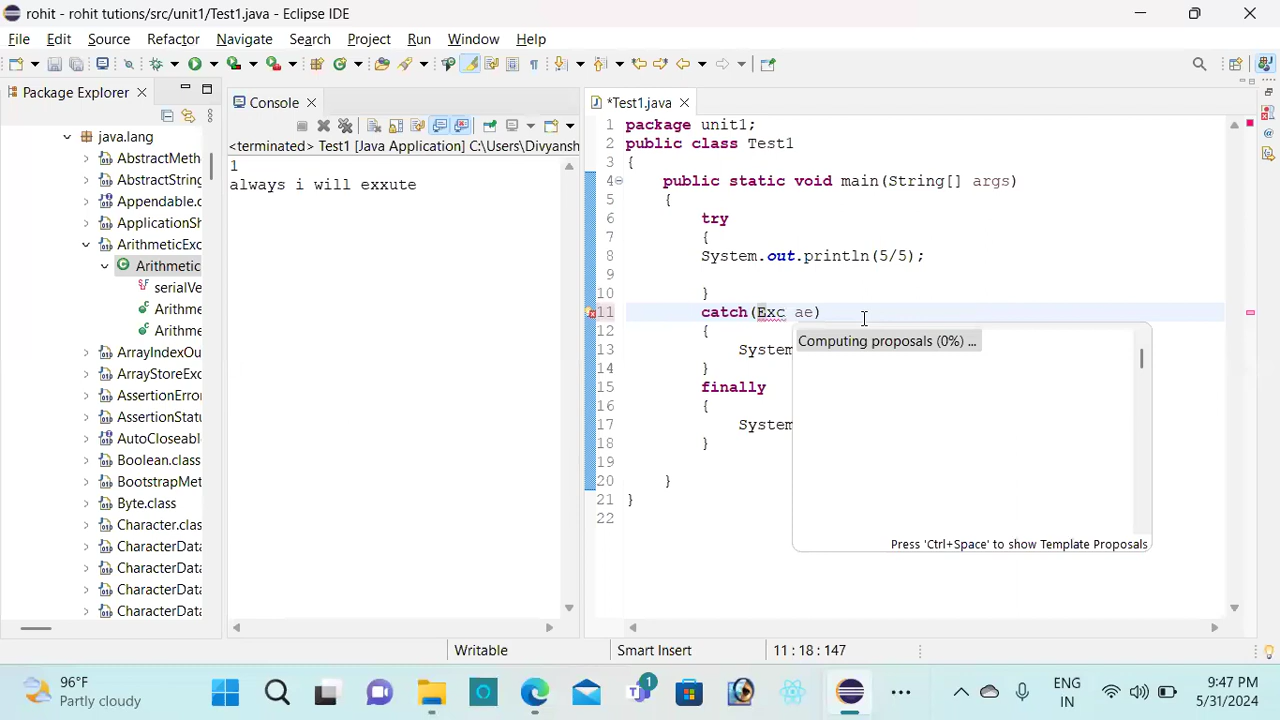 rohit - rohit tutions/src/unit1/Test1.java - Eclipse IDE
File Edit Source Refactor Navigate Search Project Run Window Help
Package Explorer
java.lang
AbstractMeth
AbstractString
Appendable.c
ApplicationSh
ArithmeticExc
Arithmetic
serialVe
Arithme
Arithme
ArrayIndexOu
ArrayStoreExc
AssertionError
AssertionStatu
AutoCloseable
Boolean.class
BootstrapMet
Byte.class
Character.clas
CharacterData
CharacterData
CharacterData
CharacterData
Console
<terminated> Test1 [Java Application] C:\Users\Divyansh
1
always i will exxute
*Test1.java
1 package unit1;
2 public class Test1
3 {
4 public static void main(String[] args)
5 {
6 try
7 {
8 System.out.println(5/5);
9
10 }
11 catch(Exc ae)
12 {
13 System
14 }
15 finally
16 {
17 System
18 }
19
20 }
21 }
22
Computing proposals (0%) ...
Press 'Ctrl+Space' to show Template Proposals
Writable Smart Insert 11 : 18 : 147
96°F
Partly cloudy
1
ENG
IN
9:47 PM
5/31/2024